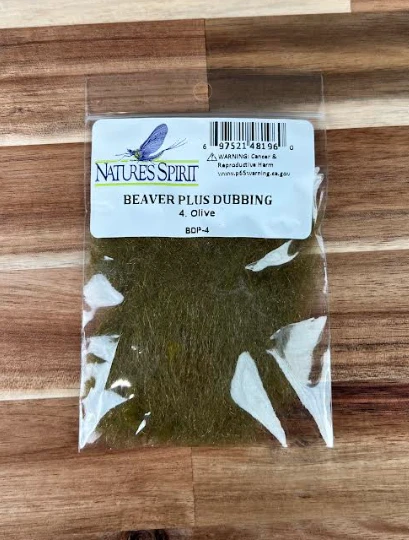 NATURE'S SPIRIT
6 97521 48196 0
⚠ WARNING: Cancer &
Reproductive Harm
www.p65warning.ca.gov
BEAVER PLUS DUBBING
4. Olive
BDP-4